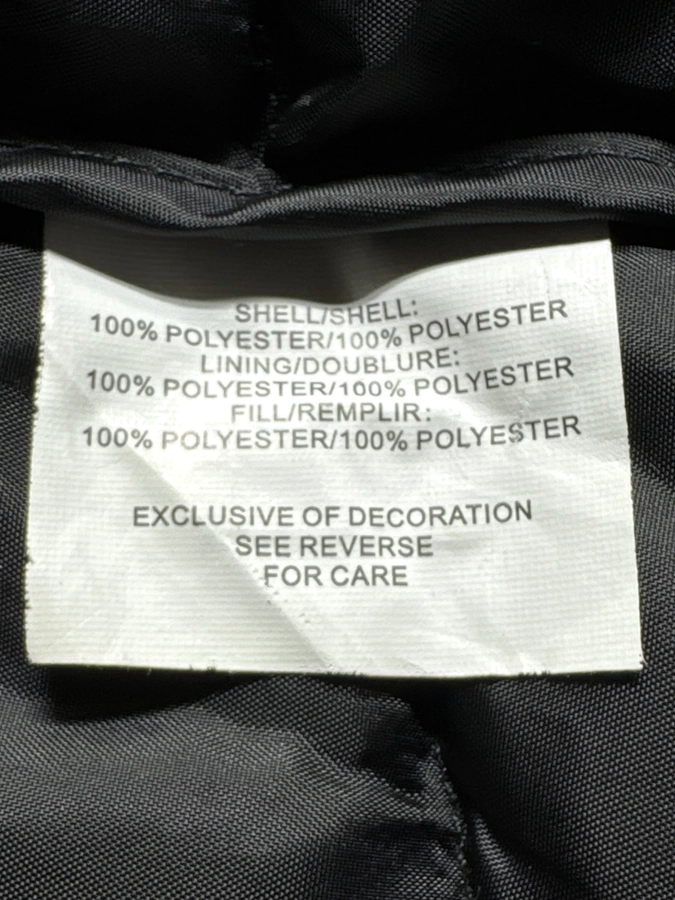 SHELL/SHELL:
100% POLYESTER/100% POLYESTER
LINING/DOUBLURE:
100% POLYESTER/100% POLYESTER
FILL/REMPLIR:
100% POLYESTER/100% POLYESTER
EXCLUSIVE OF DECORATION
SEE REVERSE
FOR CARE